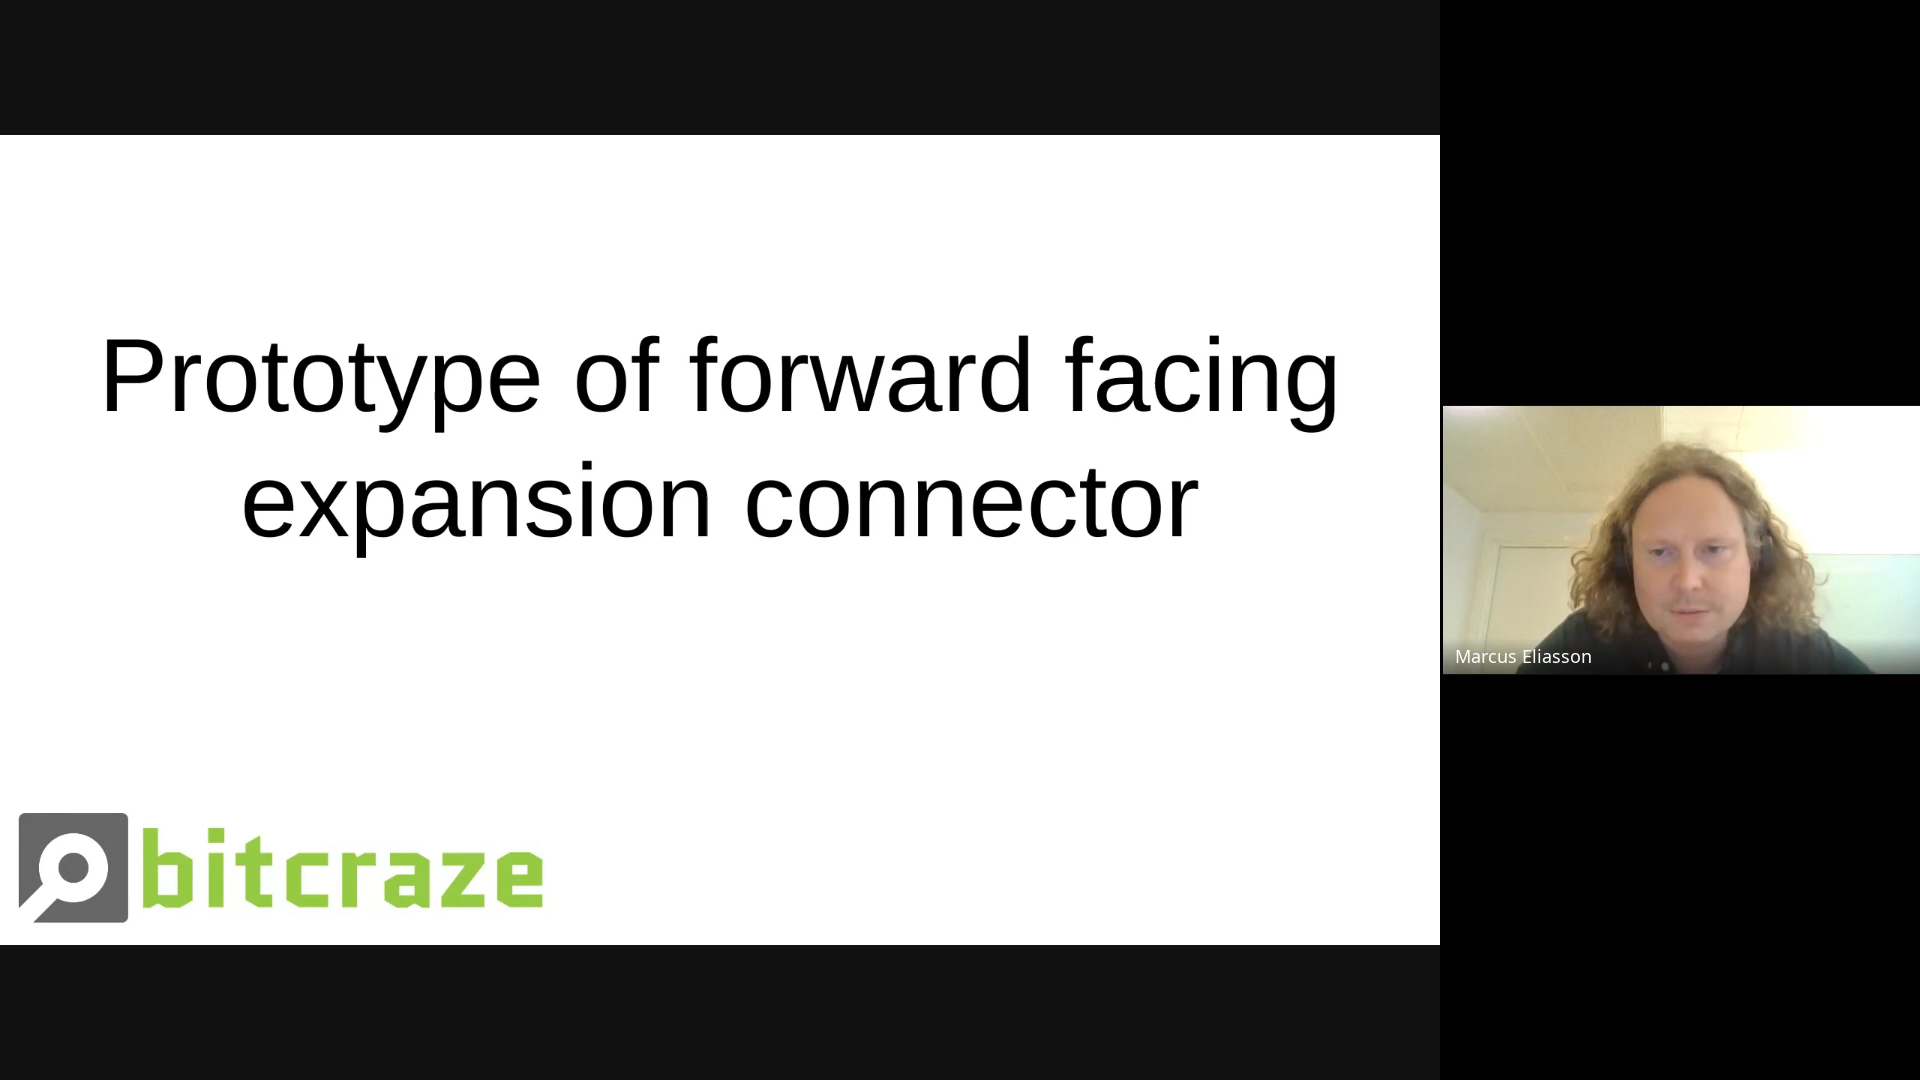 Prototype of forward facing
expansion connector
bitcraze
Marcus Eliasson